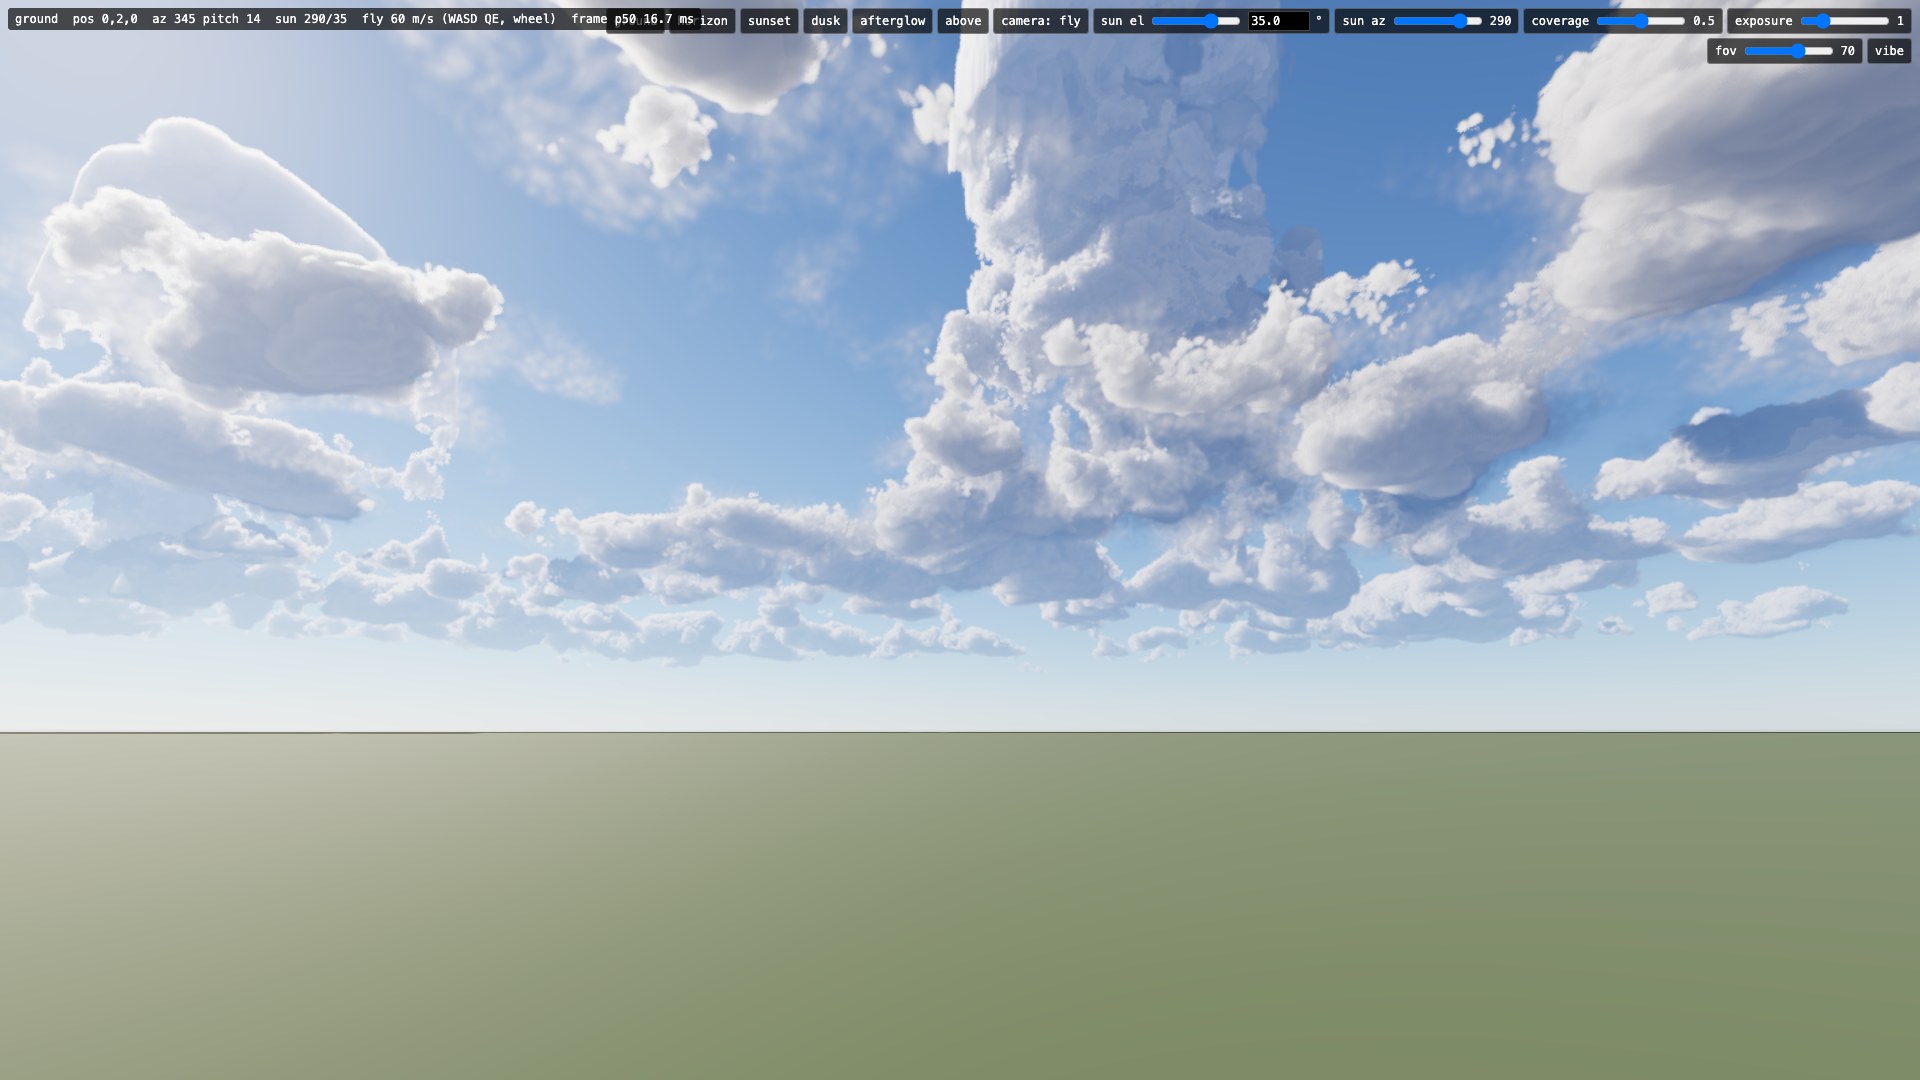 ground pos 0,2,0 az 345 pitch 14 sun 290/35 fly 60 m/s (WASD QE, wheel) frame p50 16.7 ms
sunset dusk afterglow above camera: fly sun el 35.0 ° sun az 290 coverage 0.5 exposure 1
fov 70 vibe